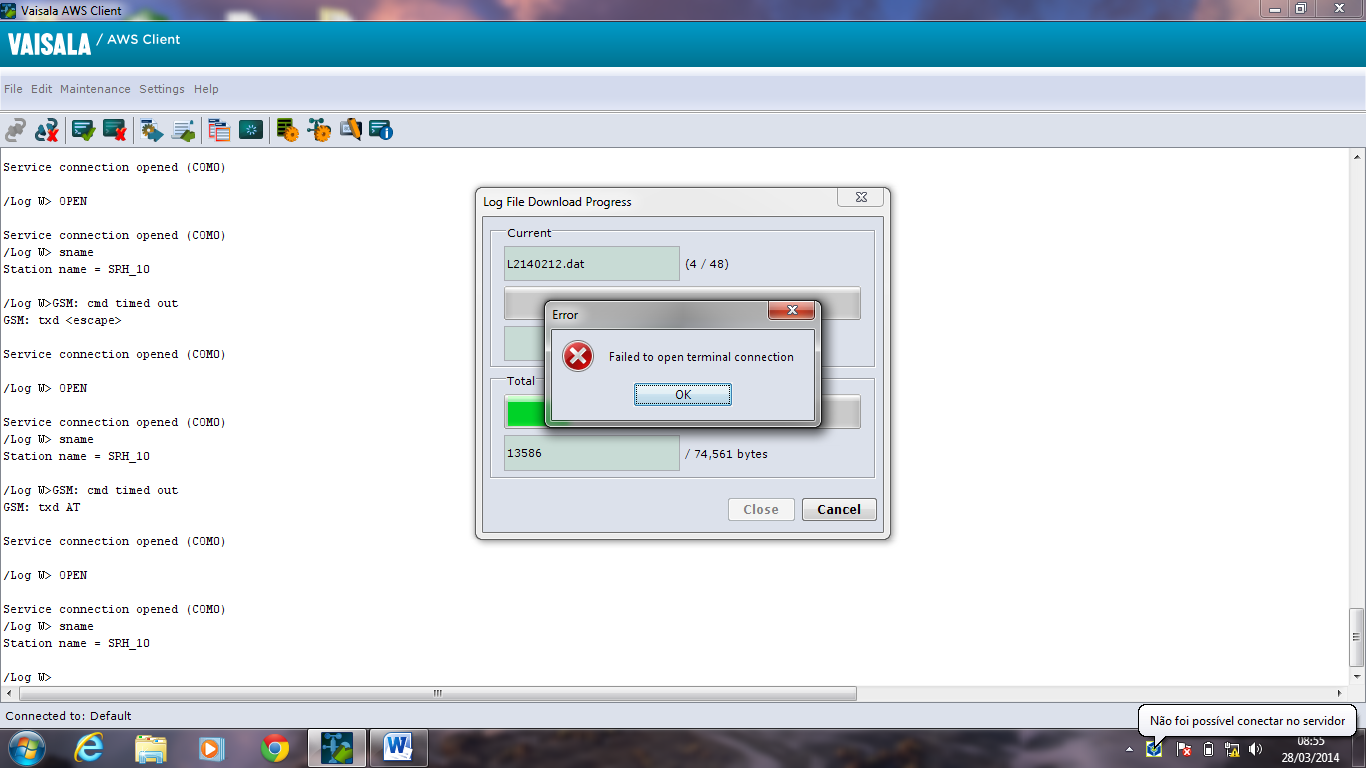 Vaisala AWS Client
VAISALA / AWS Client
File Edit Maintenance Settings Help
Service connection opened (COM0)
/Log W> OPEN
Service connection opened (COM0)
/Log W> sname
Station name = SRH_10
/Log W>GSM: cmd timed out
GSM: txd <escape>
Service connection opened (COM0)
/Log W> OPEN
Service connection opened (COM0)
/Log W> sname
Station name = SRH_10
/Log W>GSM: cmd timed out
GSM: txd AT
Service connection opened (COM0)
/Log W> OPEN
Service connection opened (COM0)
/Log W> sname
Station name = SRH_10
/Log W>
Log File Download Progress
Current
L2140212.dat (4 / 48)
Error
Failed to open terminal connection
OK
Total
13586 / 74,561 bytes
Close Cancel
Connected to: Default
Não foi possível conectar no servidor
08:55
28/03/2014